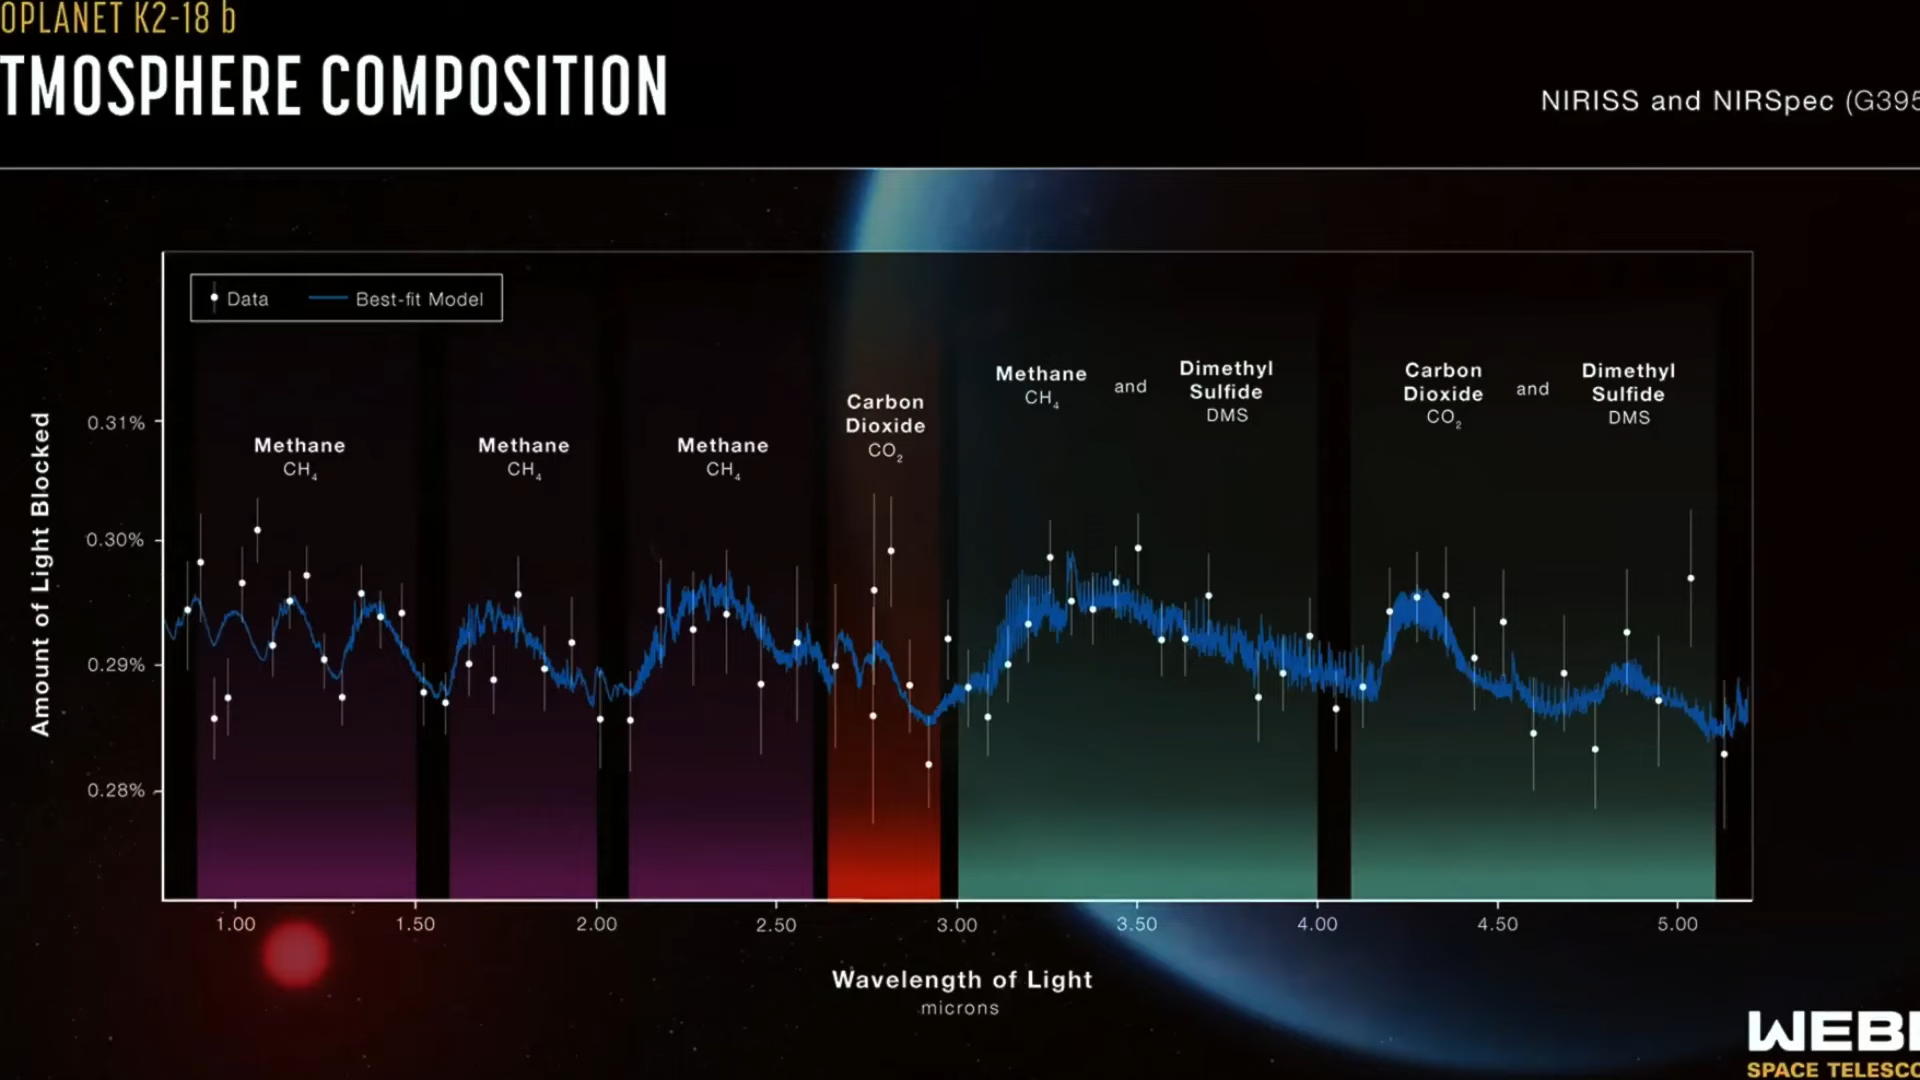 OPLANET K2-18 b
TMOSPHERE COMPOSITION
NIRISS and NIRSpec (G395
Data
Best-fit Model
Amount of Light Blocked
0.31%
0.30%
0.29%
0.28%
Methane
CH₄
Methane
CH₄
Methane
CH₄
Carbon
Dioxide
CO₂
Methane
CH₄
and
Dimethyl
Sulfide
DMS
Carbon
Dioxide
CO₂
and
Dimethyl
Sulfide
DMS
1.00
1.50
2.00
2.50
3.00
3.50
4.00
4.50
5.00
Wavelength of Light
microns
WEB
SPACE TELESCO